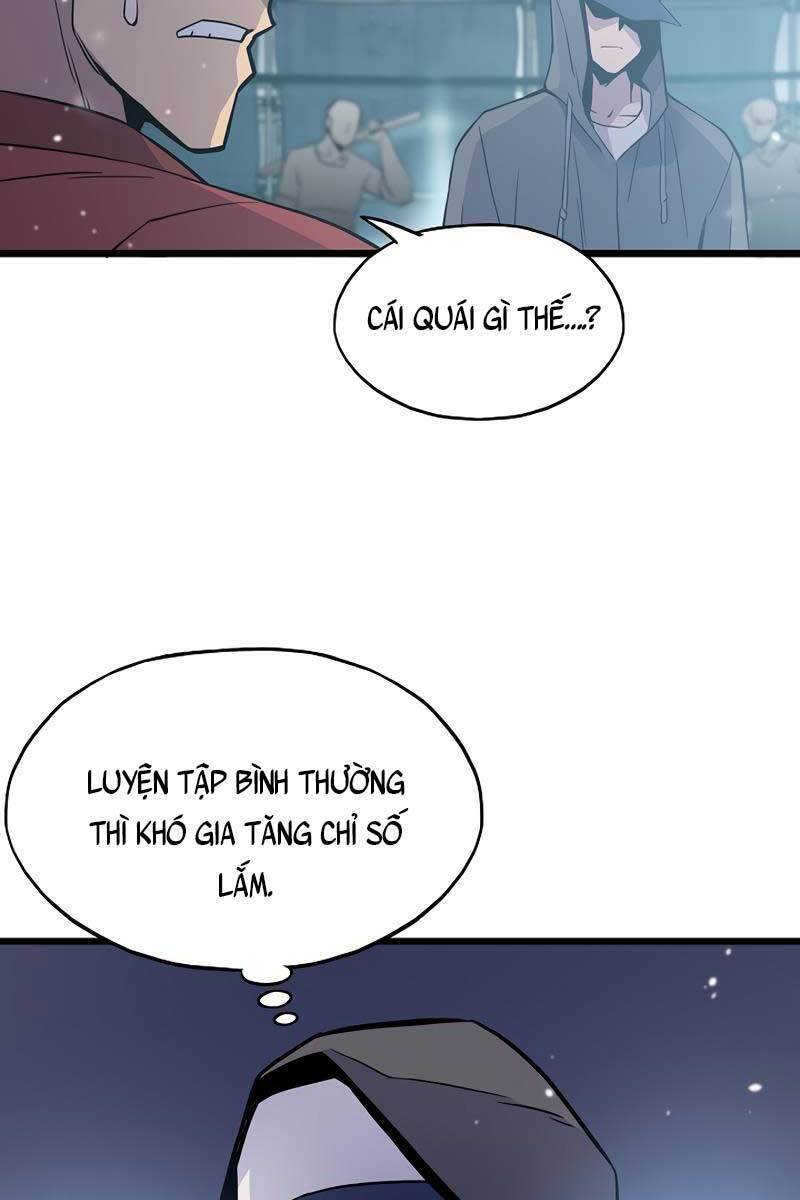 CÁI QUÁI GÌ THẾ....?
LUYỆN TẬP BÌNH THƯỜNG
THÌ KHÓ GIA TĂNG CHỈ SỐ
LẮM.